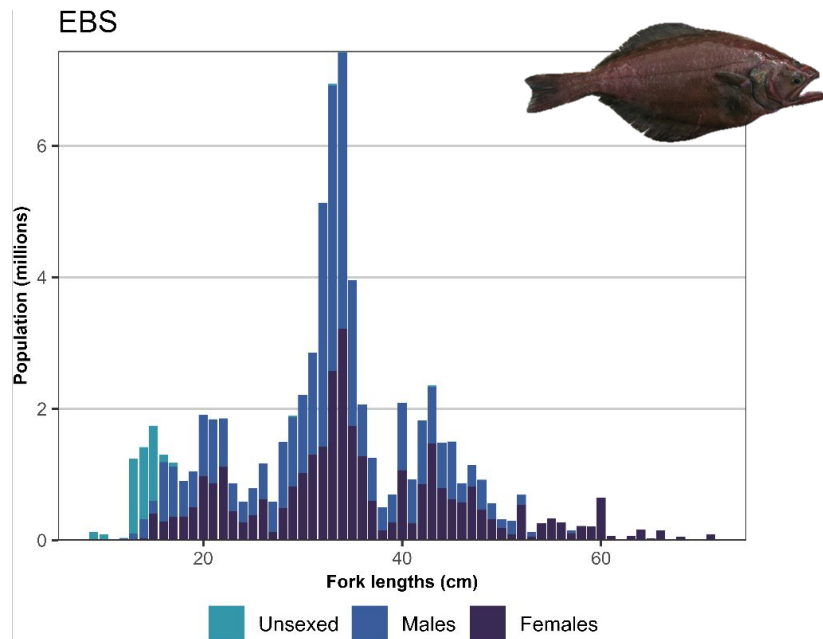 EBS
Population (millions)
6
4
2
0
20 40 60
Fork lengths (cm)
Unsexed Males Females